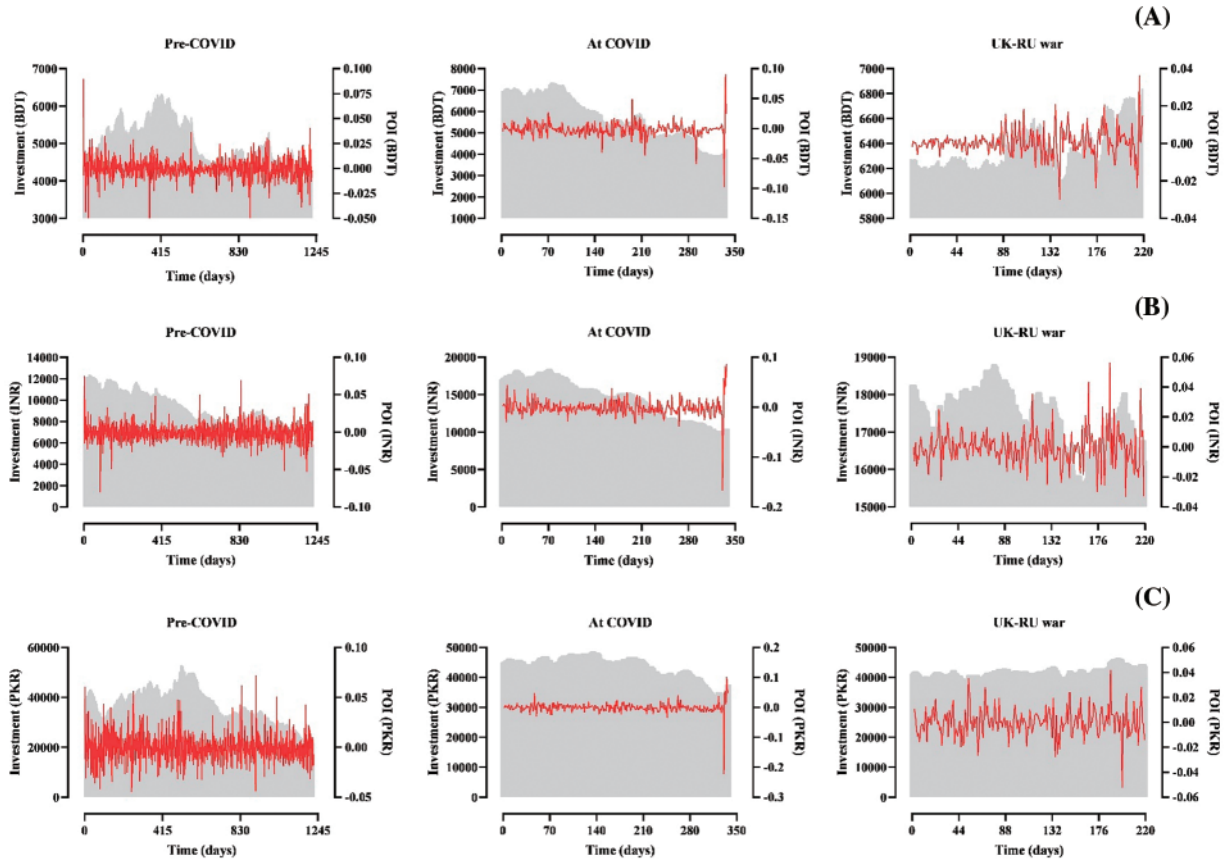 (A)
Pre-COVID
At COVID
UK-RU war
7000
6000
5000
4000
3000
Investment (BDT)
0.100
0.075
0.050
0.025
0.000
-0.025
-0.050
POI (BDT)
0 415 830 1245
Time (days)
8000
7000
6000
5000
4000
3000
2000
1000
Investment (BDT)
0.10
0.05
0.00
-0.05
-0.10
-0.15
POI (BDT)
0 70 140 210 280 350
Time (days)
7000
6800
6600
6400
6200
6000
5800
Investment (BDT)
0.04
0.02
0.00
-0.02
-0.04
POI (BDT)
0 44 88 132 176 220
Time (days)
(B)
Pre-COVID
At COVID
UK-RU war
14000
12000
10000
8000
6000
4000
2000
0
Investment (INR)
0.10
0.05
0.00
-0.05
-0.10
POI (INR)
0 415 830 1245
Time (days)
20000
15000
10000
5000
0
Investment (INR)
0.1
0.0
-0.1
-0.2
POI (INR)
0 70 140 210 280 350
Time (days)
19000
18000
17000
16000
15000
Investment (INR)
0.06
0.04
0.02
0.00
-0.02
-0.04
POI (INR)
0 44 88 132 176 220
Time (days)
(C)
Pre-COVID
At COVID
UK-RU war
60000
40000
20000
0
Investment (PKR)
0.10
0.05
0.00
-0.05
POI (PKR)
0 415 830 1245
Time (days)
50000
40000
30000
20000
10000
0
Investment (PKR)
0.2
0.1
0.0
-0.1
-0.2
-0.3
POI (PKR)
0 70 140 210 280 350
Time (days)
50000
40000
30000
20000
10000
0
Investment (PKR)
0.06
0.04
0.02
0.00
-0.02
-0.04
-0.06
POI (PKR)
0 44 88 132 176 220
Time (days)